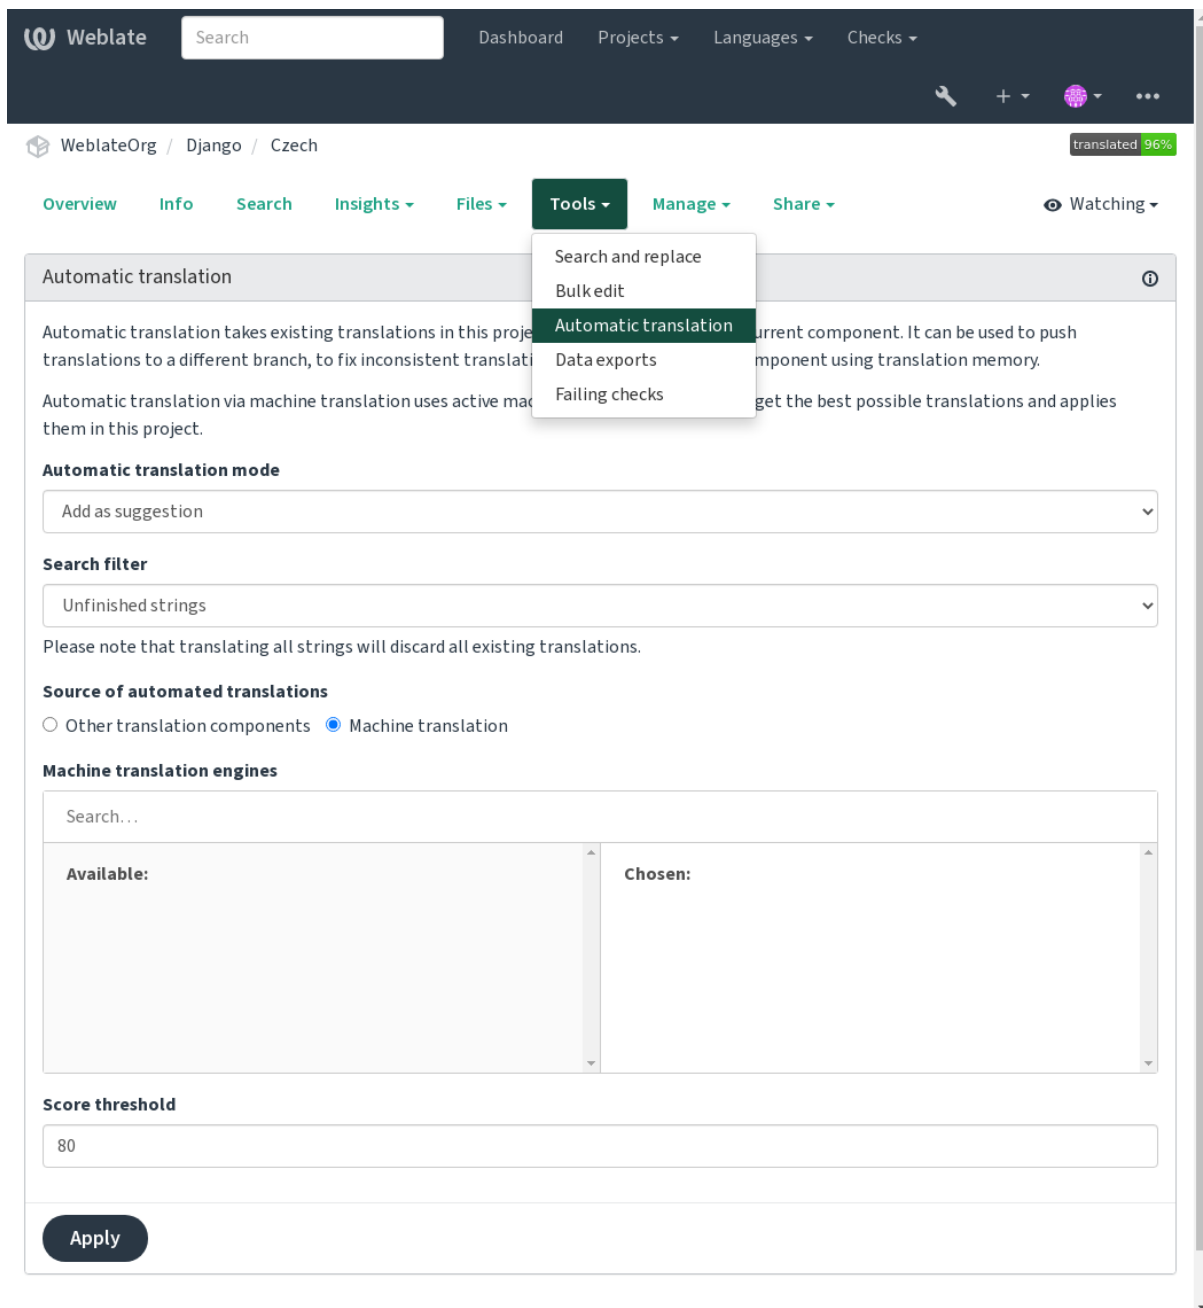 Weblate
Search
Dashboard
Projects
Languages
Checks
WeblateOrg / Django / Czech
translated 96%
Overview
Info
Search
Insights
Files
Tools
Manage
Share
Watching
Search and replace
Bulk edit
Automatic translation
Data exports
Failing checks
Automatic translation
Automatic translation takes existing translations in this current component. It can be used to push
translations to a different branch, to fix inconsistent using translation memory.
Automatic translation via machine translation uses active get the best possible translations and applies
them in this project.
Automatic translation mode
Add as suggestion
Search filter
Unfinished strings
Please note that translating all strings will discard all existing translations.
Source of automated translations
Other translation components
Machine translation
Machine translation engines
Search...
Available:
Chosen:
Score threshold
80
Apply